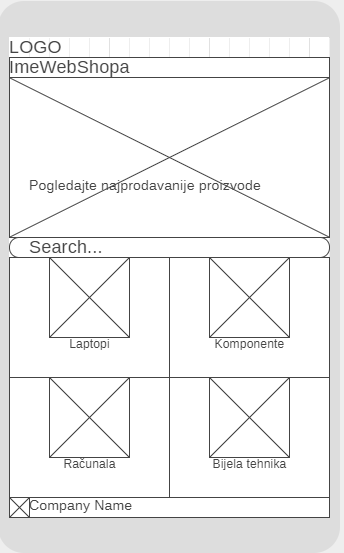 LOGO
ImeWebShopa
Pogledajte najprodavanije proizvode
Search...
Laptopi
Komponente
Računala
Bijela tehnika
Company Name